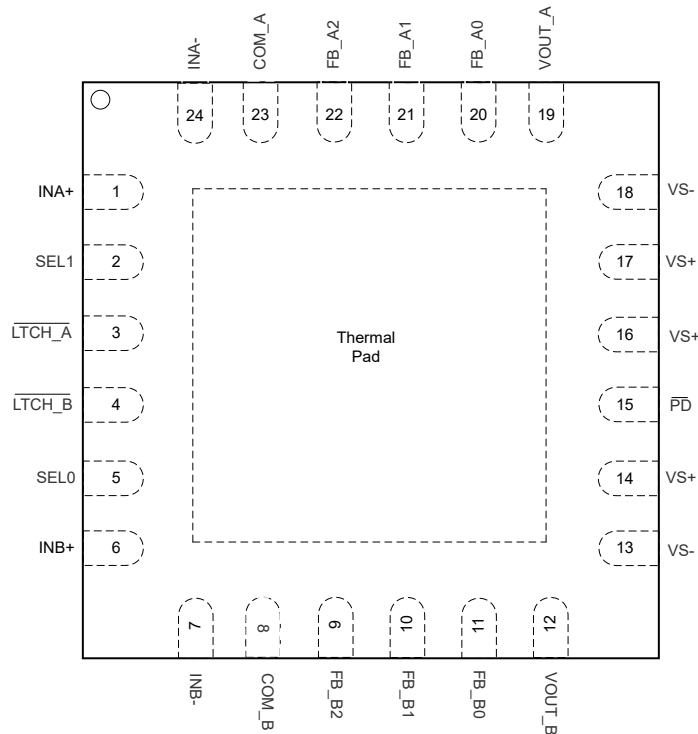 INA-
COM_A
FB_A2
FB_A1
FB_A0
VOUT_A
24
23
22
21
20
19
INA+
1
18
VS-
SEL1
2
17
VS+
LTCH_A
3
16
VS+
Thermal
Pad
LTCH_B
4
15
PD
SEL0
5
14
VS+
INB+
6
13
VS-
7
8
9
10
11
12
INB-
COM_B
FB_B2
FB_B1
FB_B0
VOUT_B